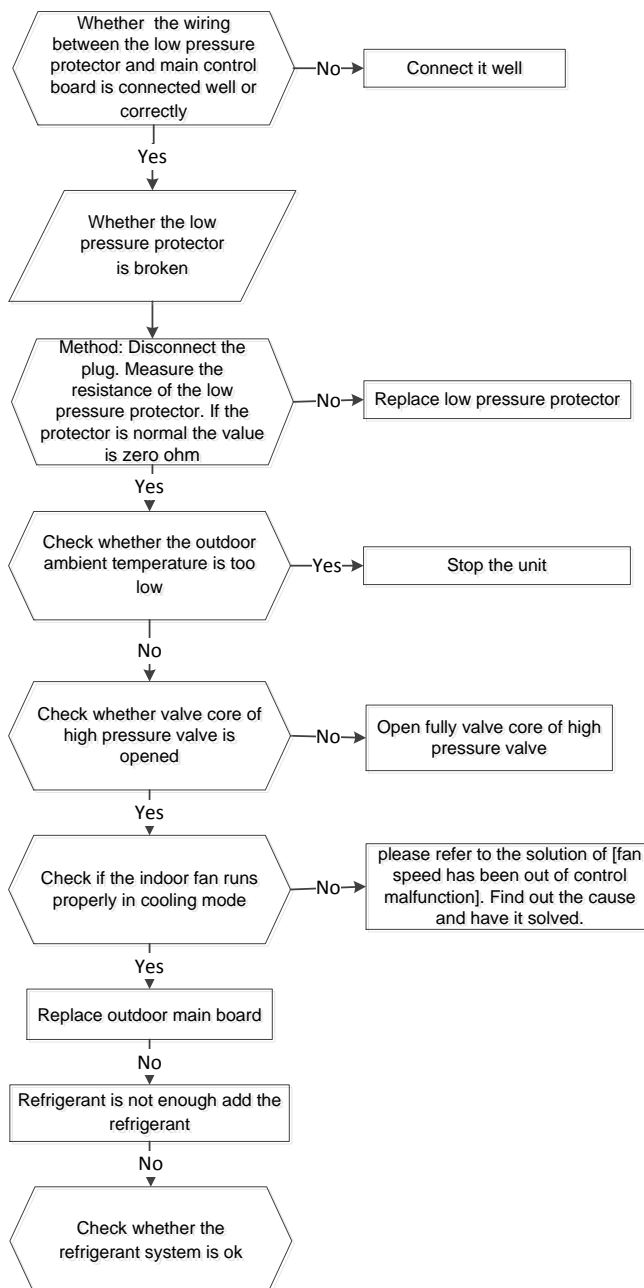 Whether the wiring
between the low pressure
protector and main control
board is connected well or
correctly
No
Connect it well
Yes
Whether the low
pressure protector
is broken
Method: Disconnect the
plug. Measure the
resistance of the low
pressure protector. If the
protector is normal the value
is zero ohm
No
Replace low pressure protector
Yes
Check whether the outdoor
ambient temperature is too
low
Yes
Stop the unit
No
Check whether valve core of
high pressure valve is
opened
No
Open fully valve core of high
pressure valve
Yes
Check if the indoor fan runs
properly in cooling mode
No
please refer to the solution of [fan
speed has been out of control
malfunction]. Find out the cause
and have it solved.
Yes
Replace outdoor main board
No
Refrigerant is not enough add the
refrigerant
No
Check whether the
refrigerant system is ok